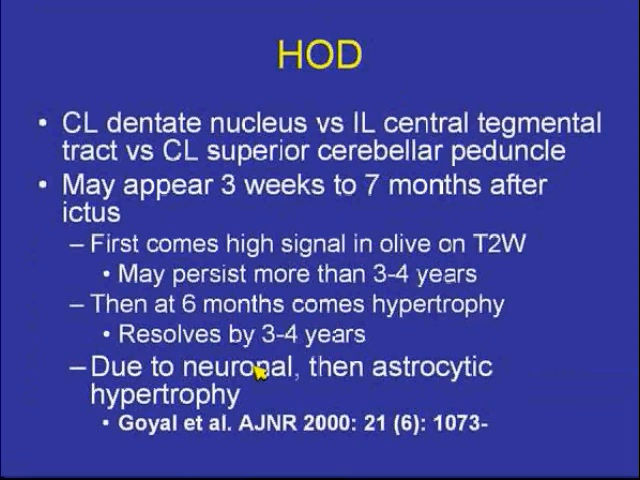 HOD
• CL dentate nucleus vs IL central tegmental
tract vs CL superior cerebellar peduncle
• May appear 3 weeks to 7 months after
ictus
– First comes high signal in olive on T2W
• May persist more than 3-4 years
– Then at 6 months comes hypertrophy
• Resolves by 3-4 years
– Due to neuronal, then astrocytic
hypertrophy
• Goyal et al. AJNR 2000: 21 (6): 1073-